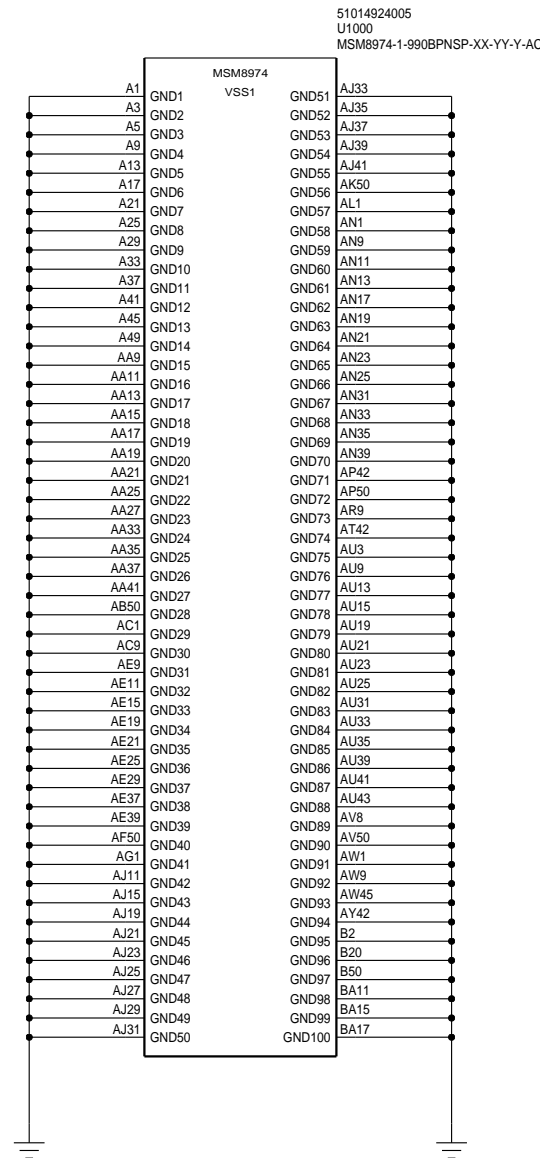 51014924005
U1000
MSM8974-1-990BPNSP-XX-YY-Y-AC
MSM8974
VSS1
A1 GND1 GND51 AJ33
A3 GND2 GND52 AJ35
A5 GND3 GND53 AJ37
A9 GND4 GND54 AJ39
A13 GND5 GND55 AJ41
A17 GND6 GND56 AK50
A21 GND7 GND57 AL1
A25 GND8 GND58 AN1
A29 GND9 GND59 AN9
A33 GND10 GND60 AN11
A37 GND11 GND61 AN13
A41 GND12 GND62 AN17
A45 GND13 GND63 AN19
A49 GND14 GND64 AN21
AA9 GND15 GND65 AN23
AA11 GND16 GND66 AN25
AA13 GND17 GND67 AN31
AA15 GND18 GND68 AN33
AA17 GND19 GND69 AN35
AA19 GND20 GND70 AN39
AA21 GND21 GND71 AP42
AA25 GND22 GND72 AP50
AA27 GND23 GND73 AR9
AA33 GND24 GND74 AT42
AA35 GND25 GND75 AU3
AA37 GND26 GND76 AU9
AA41 GND27 GND77 AU13
AB50 GND28 GND78 AU15
AC1 GND29 GND79 AU19
AC9 GND30 GND80 AU21
AE9 GND31 GND81 AU23
AE11 GND32 GND82 AU25
AE15 GND33 GND83 AU31
AE19 GND34 GND84 AU33
AE21 GND35 GND85 AU35
AE25 GND36 GND86 AU39
AE29 GND37 GND87 AU41
AE37 GND38 GND88 AU43
AE39 GND39 GND89 AV8
AF50 GND40 GND90 AV50
AG1 GND41 GND91 AW1
AJ11 GND42 GND92 AW9
AJ15 GND43 GND93 AW45
AJ19 GND44 GND94 AY42
AJ21 GND45 GND95 B2
AJ23 GND46 GND96 B20
AJ25 GND47 GND97 B50
AJ27 GND48 GND98 BA11
AJ29 GND49 GND99 BA15
AJ31 GND50 GND100 BA17